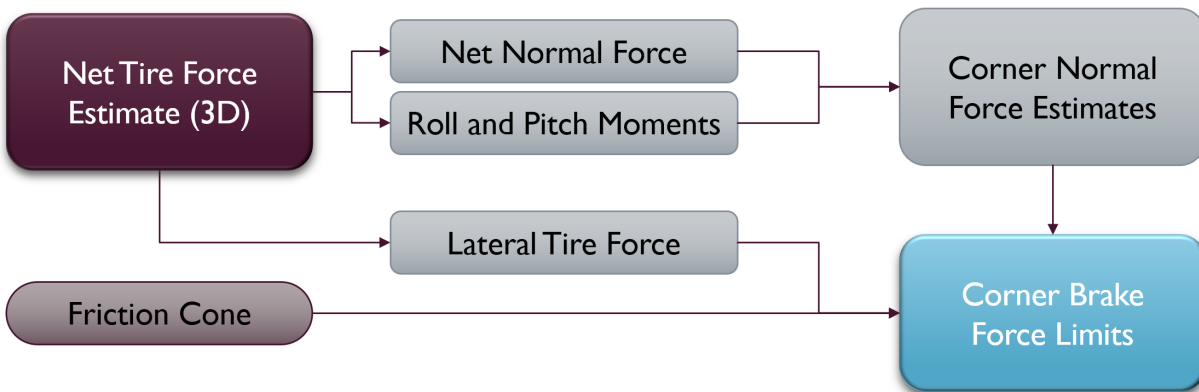 Net Tire Force
Estimate (3D)
Net Normal Force
Roll and Pitch Moments
Corner Normal
Force Estimates
Lateral Tire Force
Friction Cone
Corner Brake
Force Limits